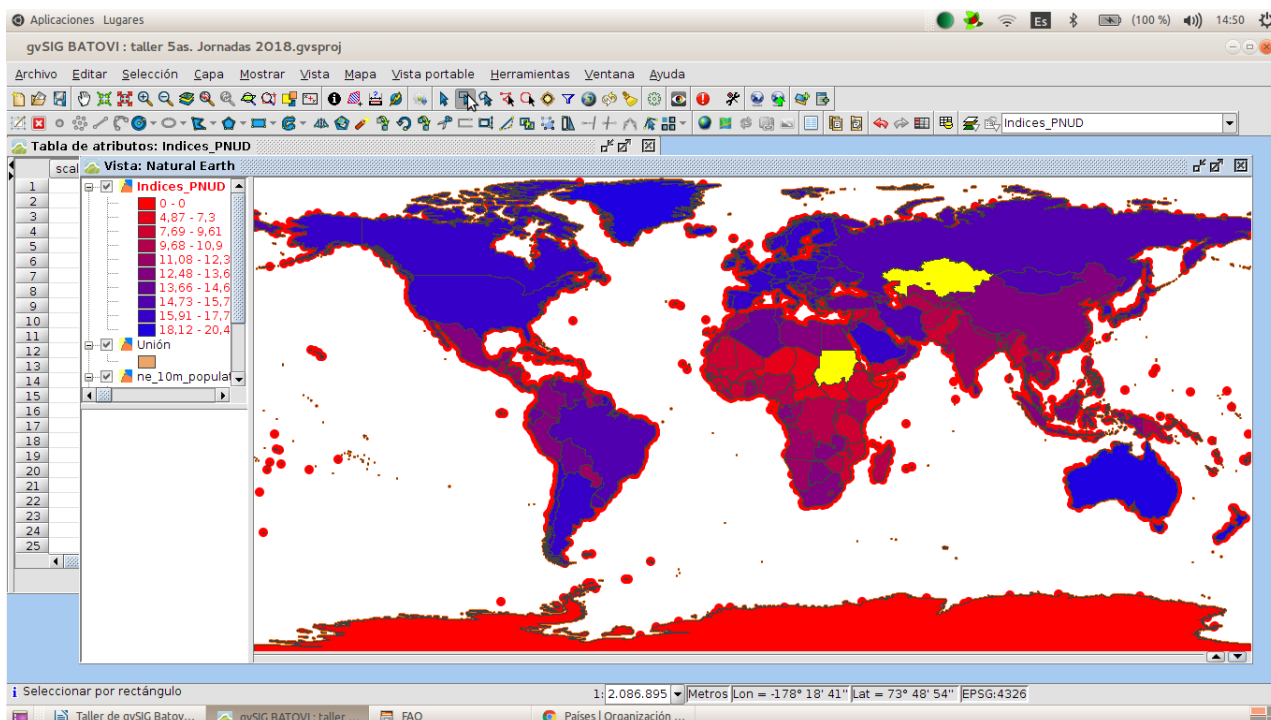 Aplicaciones Lugares
Es (100 %) 14:50
gvSIG BATOVI : taller 5as. Jornadas 2018.gvsproj
Archivo Editar Selección Capa Mostrar Vista Mapa Vista portable Herramientas Ventana Ayuda
Indices_PNUD
Tabla de atributos: Indices_PNUD
scal
Vista: Natural Earth
1
2
3
4
5
6
7
8
9
10
11
12
13
14
15
16
17
18
19
20
21
22
23
24
25
Indices_PNUD
0 - 0
4,87 - 7,3
7,69 - 9,61
9,68 - 10,9
11,08 - 12,3
12,48 - 13,6
13,66 - 14,6
14,73 - 15,7
15,91 - 17,7
18,12 - 20,4
Unión
ne_10m_populat
Seleccionar por rectángulo
1: 2.086.895 Metros Lon = -178° 18' 41" Lat = 73° 48' 54" EPSG:4326
Taller de gvSIG Batov... gvSIG BATOVI : taller ... FAQ Países | Organización ...